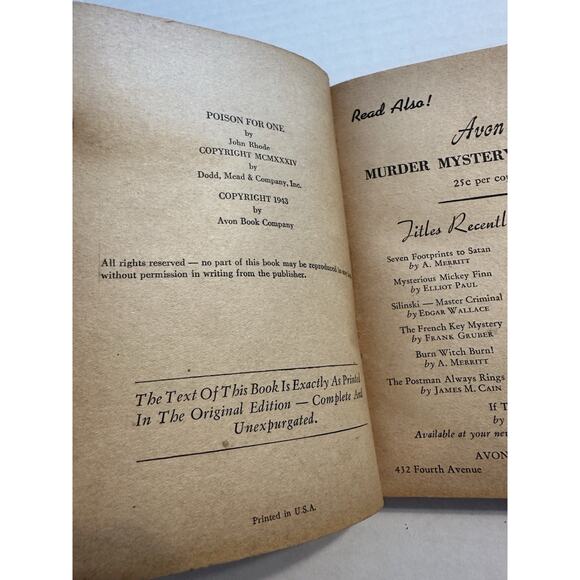 POISON FOR ONE
by
John Rhode
COPYRIGHT MCMXXXIV
by
Dodd, Mead & Company, Inc.
COPYRIGHT 1943
by
Avon Book Company
All rights reserved — no part of this book may be reproduced in
without permission in writing from the publisher.
The Text Of This Book Is Exactly As Printed
In The Original Edition — Complete And
Unexpurgated.
Printed in U.S.A.
Read Also!
Avon
MURDER MYSTERY
25c per
Titles
Seven Footprints to Satan
by A. MERRITT
Mysterious Mickey Finn
by ELLIOT PAUL
Silinski — Master Criminal
by EDGAR WALLACE
The French Key Mystery
by FRANK GRUBER
Burn Witch Burn!
by A. MERRITT
The Postman Always Rings
by JAMES M. CAIN
If
by
Available at your
AVON
432 Fourth Avenue